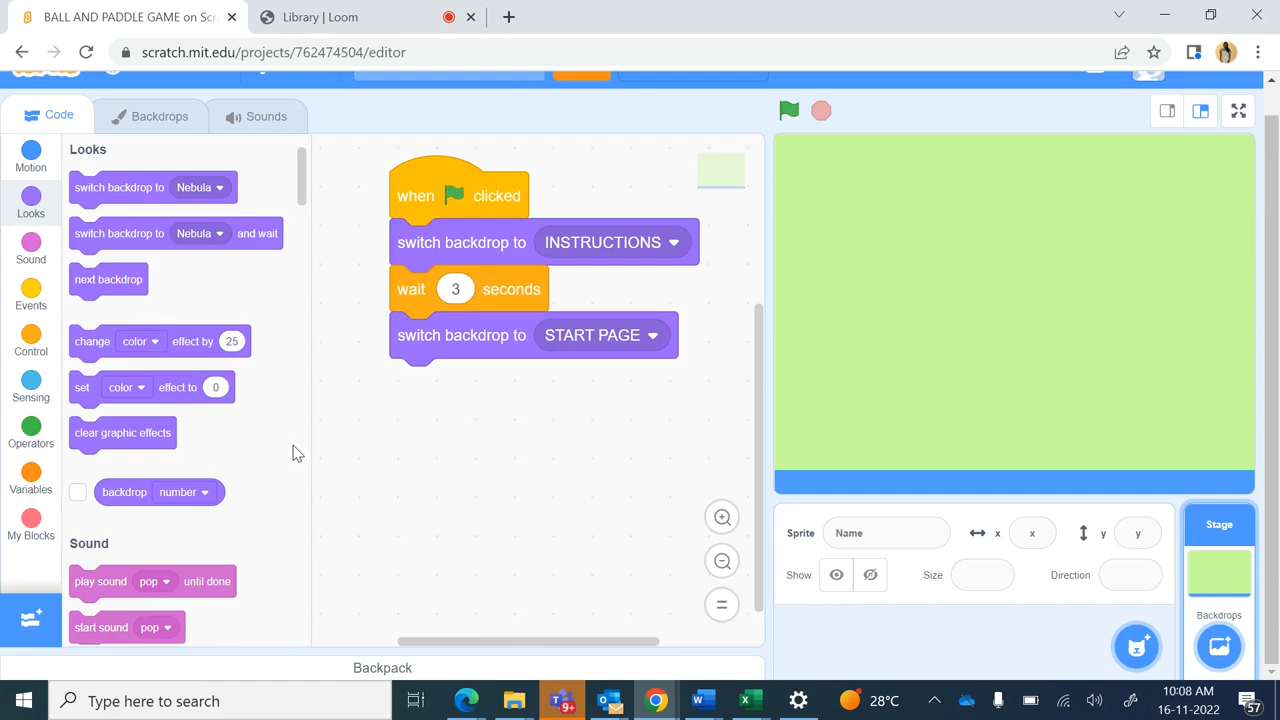 BALL AND PADDLE GAME on Scr
Library | Loom
scratch.mit.edu/projects/762474504/editor
Code
Backdrops
Sounds
Motion
Looks
Sound
Events
Control
Sensing
Operators
Variables
My Blocks
Looks
switch backdrop to Nebula
switch backdrop to Nebula and wait
next backdrop
change color effect by 25
set color effect to 0
clear graphic effects
backdrop number
Sound
play sound pop until done
start sound pop
when clicked
switch backdrop to INSTRUCTIONS
wait 3 seconds
switch backdrop to START PAGE
Sprite Name x x y y
Show Size Direction
Stage
Backdrops
Backpack
Type here to search
9+
28°C
10:08 AM
16-11-2022
57